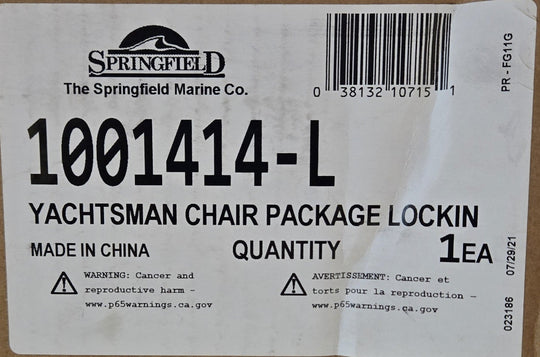 SPRINGFIELD
The Springfield Marine Co.
0 38132 10715 1
PR - FG11G
1001414-L
YACHTSMAN CHAIR PACKAGE LOCKIN
MADE IN CHINA
QUANTITY
1EA
WARNING: Cancer and
reproductive harm -
www.p65warnings.ca.gov
AVERTISSEMENT: Cancer et
torts pour la reproduction -
www.p65warnings.ca.gov
023186 07/29/21